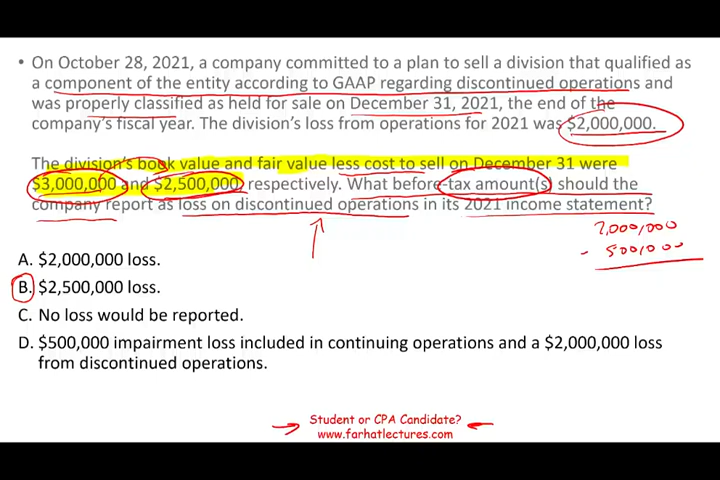 • On October 28, 2021, a company committed to a plan to sell a division that qualified as
a component of the entity according to GAAP regarding discontinued operations and
was properly classified as held for sale on December 31, 2021, the end of the
company's fiscal year. The division's loss from operations for 2021 was $2,000,000.
The division's book value and fair value less cost to sell on December 31 were
$3,000,000 and $2,500,000 respectively. What before-tax amount(s) should the
company report as loss on discontinued operations in its 2021 income statement?
2,000,000
- 500,000
A. $2,000,000 loss.
B. $2,500,000 loss.
C. No loss would be reported.
D. $500,000 impairment loss included in continuing operations and a $2,000,000 loss
from discontinued operations.
Student or CPA Candidate?
www.farhatlectures.com